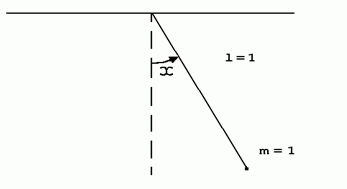 l = 1
x
m = 1